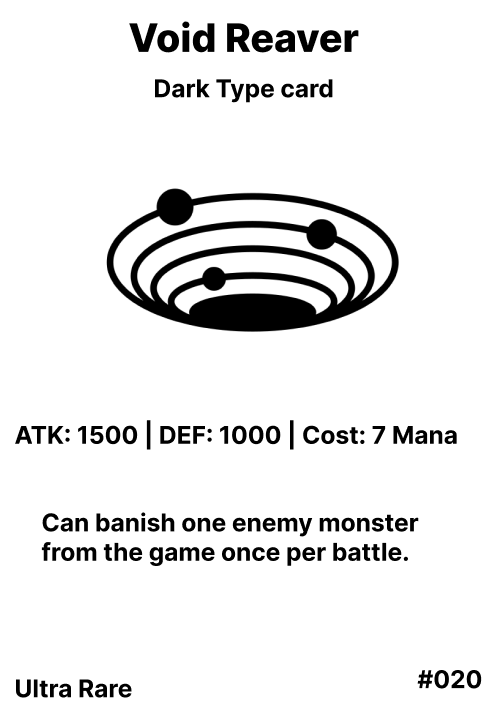 Void Reaver
Dark Type card
ATK: 1500 | DEF: 1000 | Cost: 7 Mana
Can banish one enemy monster
from the game once per battle.
Ultra Rare
#020